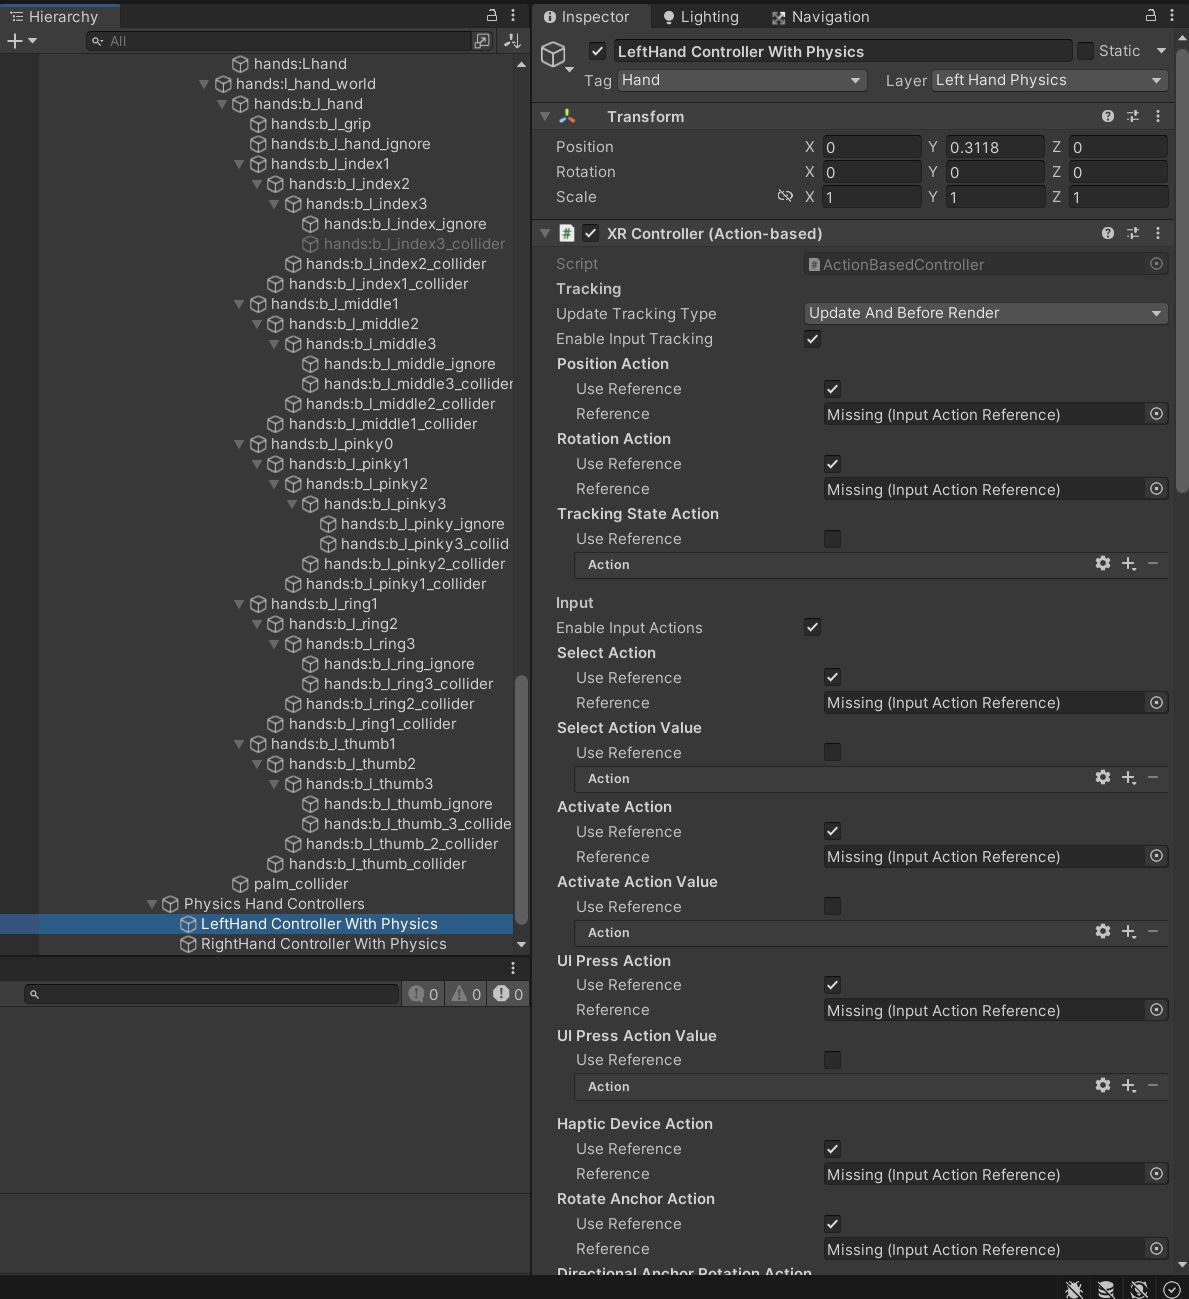 Hierarchy
All
hands:Lhand
hands:l_hand_world
hands:b_l_hand
hands:b_l_grip
hands:b_l_hand_ignore
hands:b_l_index1
hands:b_l_index2
hands:b_l_index3
hands:b_l_index_ignore
hands:b_l_index3_collider
hands:b_l_index2_collider
hands:b_l_index1_collider
hands:b_l_middle1
hands:b_l_middle2
hands:b_l_middle3
hands:b_l_middle_ignore
hands:b_l_middle3_collider
hands:b_l_middle2_collider
hands:b_l_middle1_collider
hands:b_l_pinky0
hands:b_l_pinky1
hands:b_l_pinky2
hands:b_l_pinky3
hands:b_l_pinky_ignore
hands:b_l_pinky3_collid
hands:b_l_pinky2_collider
hands:b_l_pinky1_collider
hands:b_l_ring1
hands:b_l_ring2
hands:b_l_ring3
hands:b_l_ring_ignore
hands:b_l_ring3_collider
hands:b_l_ring2_collider
hands:b_l_ring1_collider
hands:b_l_thumb1
hands:b_l_thumb2
hands:b_l_thumb3
hands:b_l_thumb_ignore
hands:b_l_thumb_3_collide
hands:b_l_thumb_2_collider
hands:b_l_thumb_collider
palm_collider
Physics Hand Controllers
LeftHand Controller With Physics
RightHand Controller With Physics
0 0 0
Inspector Lighting Navigation
LeftHand Controller With Physics Static
Tag Hand Layer Left Hand Physics
Transform
Position X 0 Y 0.3118 Z 0
Rotation X 0 Y 0 Z 0
Scale X 1 Y 1 Z 1
# XR Controller (Action-based)
Script # ActionBasedController
Tracking
Update Tracking Type Update And Before Render
Enable Input Tracking
Position Action
Use Reference
Reference Missing (Input Action Reference)
Rotation Action
Use Reference
Reference Missing (Input Action Reference)
Tracking State Action
Use Reference
Action
Input
Enable Input Actions
Select Action
Use Reference
Reference Missing (Input Action Reference)
Select Action Value
Use Reference
Action
Activate Action
Use Reference
Reference Missing (Input Action Reference)
Activate Action Value
Use Reference
Action
UI Press Action
Use Reference
Reference Missing (Input Action Reference)
UI Press Action Value
Use Reference
Action
Haptic Device Action
Use Reference
Reference Missing (Input Action Reference)
Rotate Anchor Action
Use Reference
Reference Missing (Input Action Reference)
Directional Anchor Rotation Action